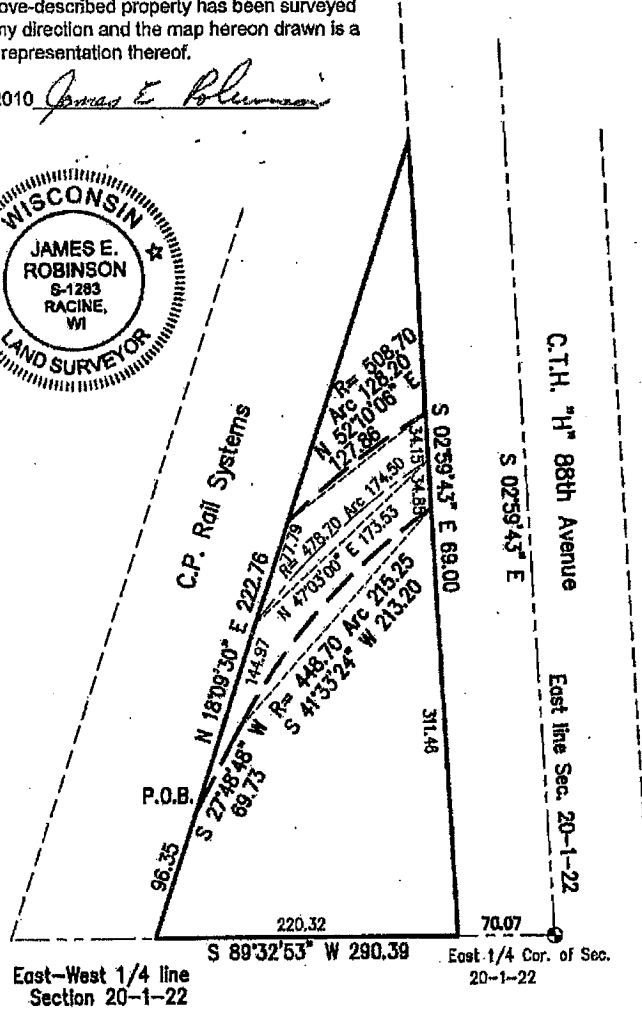 ove-described property has been surveyed
ny direction and the map hereon drawn is a
representation thereof.
2010 James E
WISCONSIN
JAMES E.
ROBINSON
S-1283
RACINE,
WI
LAND SURVEYOR
C.P. Rail Systems
R= 508.70
Arc 128.20
N 52°10'06" E
127.86
34.15
34.85
S 02°59'43" E 69.00
17.79
R= 478.70 Arc 174.50
N 47°03'00" E 173.53
N 18°09'30" E 222.76
144.97
R= 448.70 Arc 215.25
S 41°33'24" W 213.20
S 27°48'48" W
69.73
P.O.B.
96.35
311.46
C.T.H. "H" 88th Avenue
S 02°59'43" E
East line Sec. 20-1-22
220.32
70.07
S 89°32'53" W 290.39
East 1/4 Cor. of Sec.
20-1-22
East-West 1/4 line
Section 20-1-22